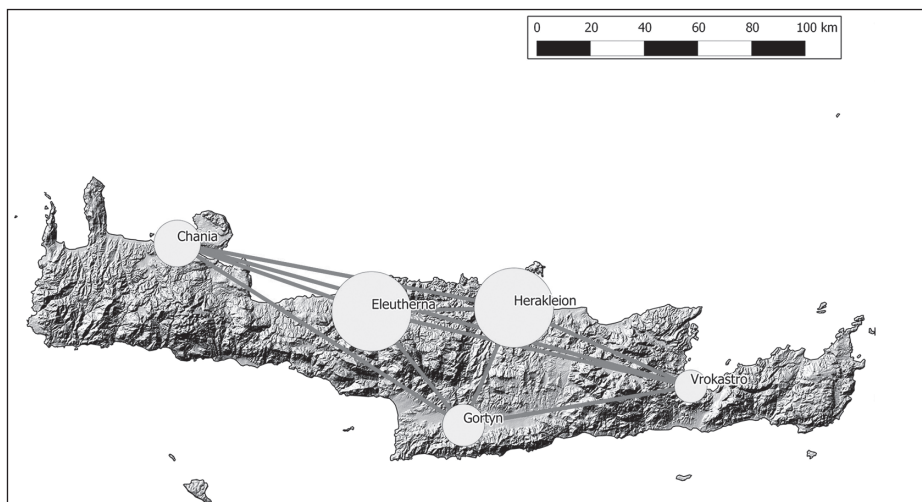 0 20 40 60 80 100 km
Chania
Eleutherna
Herakleion
Vrokastro
Gortyn